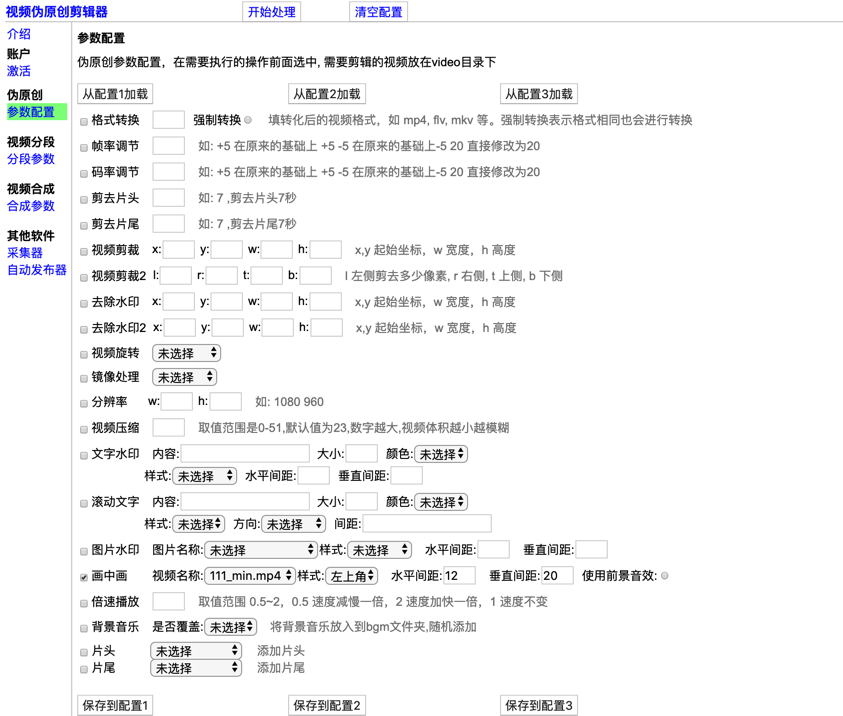 视频伪原创剪辑器 开始处理 清空配置
介绍
账户
激活
伪原创
参数配置
视频分段
分段参数
视频合成
合成参数
其他软件
采集器
自动发布器
参数配置
伪原创参数配置，在需要执行的操作前面选中, 需要剪辑的视频放在video目录下
从配置1加载 从配置2加载 从配置3加载
格式转换 强制转换 填转化后的视频格式，如 mp4, flv, mkv 等。强制转换表示格式相同也会进行转换
帧率调节 如: +5 在原来的基础上 +5 -5 在原来的基础上-5 20 直接修改为20
码率调节 如: +5 在原来的基础上 +5 -5 在原来的基础上-5 20 直接修改为20
剪去片头 如: 7 ,剪去片头7秒
剪去片尾 如: 7 ,剪去片尾7秒
视频剪裁 x: y: w: h: x,y 起始坐标，w 宽度，h 高度
视频剪裁2 l: r: t: b: l 左侧剪去多少像素, r 右侧, t 上侧, b 下侧
去除水印 x: y: w: h: x,y 起始坐标，w 宽度，h 高度
去除水印2 x: y: w: h: x,y 起始坐标，w 宽度，h 高度
视频旋转 未选择
镜像处理 未选择
分辨率 w: h: 如: 1080 960
视频压缩 取值范围是0-51,默认值为23,数字越大,视频体积越小越模糊
文字水印 内容: 大小: 颜色: 未选择
样式: 未选择 水平间距: 垂直间距:
滚动文字 内容: 大小: 颜色: 未选择
样式: 未选择 方向: 未选择 间距:
图片水印 图片名称: 未选择 样式: 未选择 水平间距: 垂直间距:
画中画 视频名称: 111_min.mp4 样式: 左上角 水平间距: 12 垂直间距: 20 使用前景音效:
倍速播放 取值范围 0.5~2，0.5 速度减慢一倍，2 速度加快一倍，1 速度不变
背景音乐 是否覆盖: 未选择 将背景音乐放入到bgm文件夹,随机添加
片头 未选择 添加片头
片尾 未选择 添加片尾
保存到配置1 保存到配置2 保存到配置3